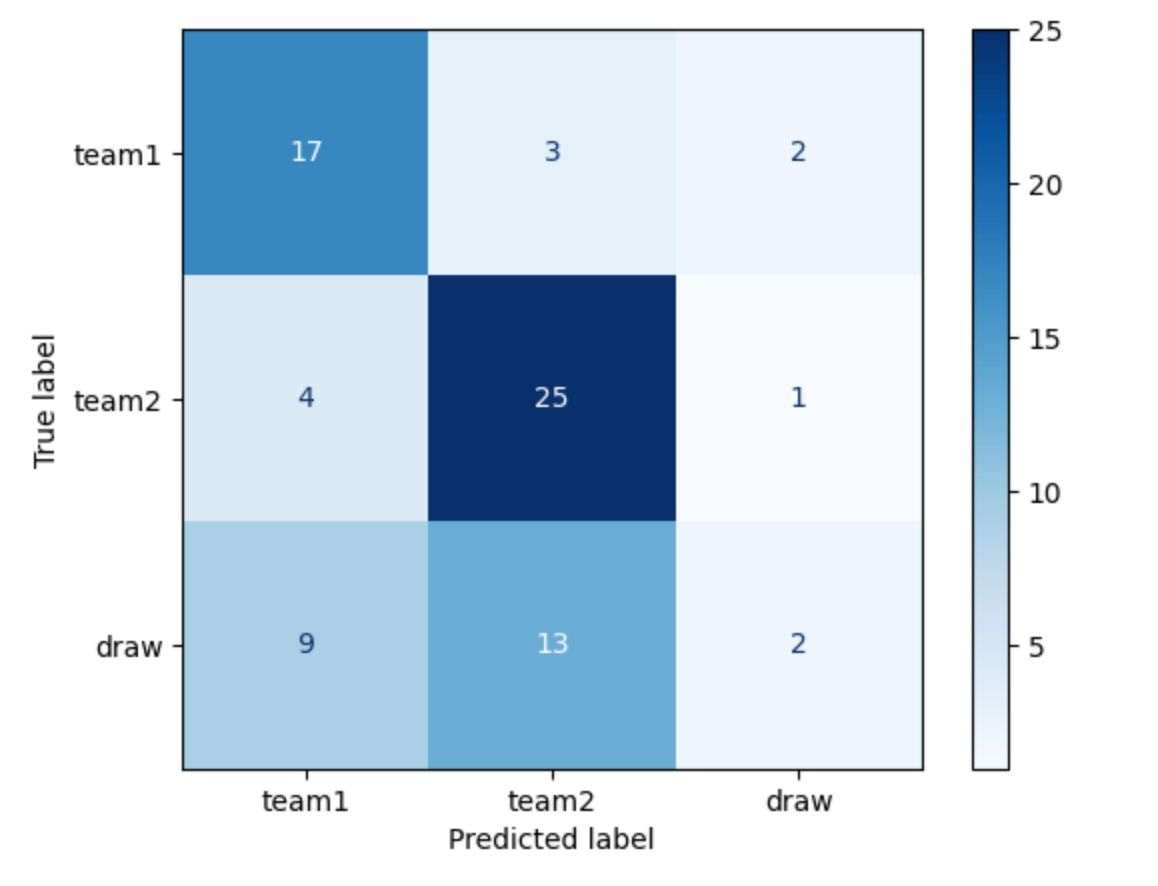 25
team1 17 3 2
20
15
True label
team2 4 25 1
10
draw 9 13 2
5
team1 team2 draw
Predicted label